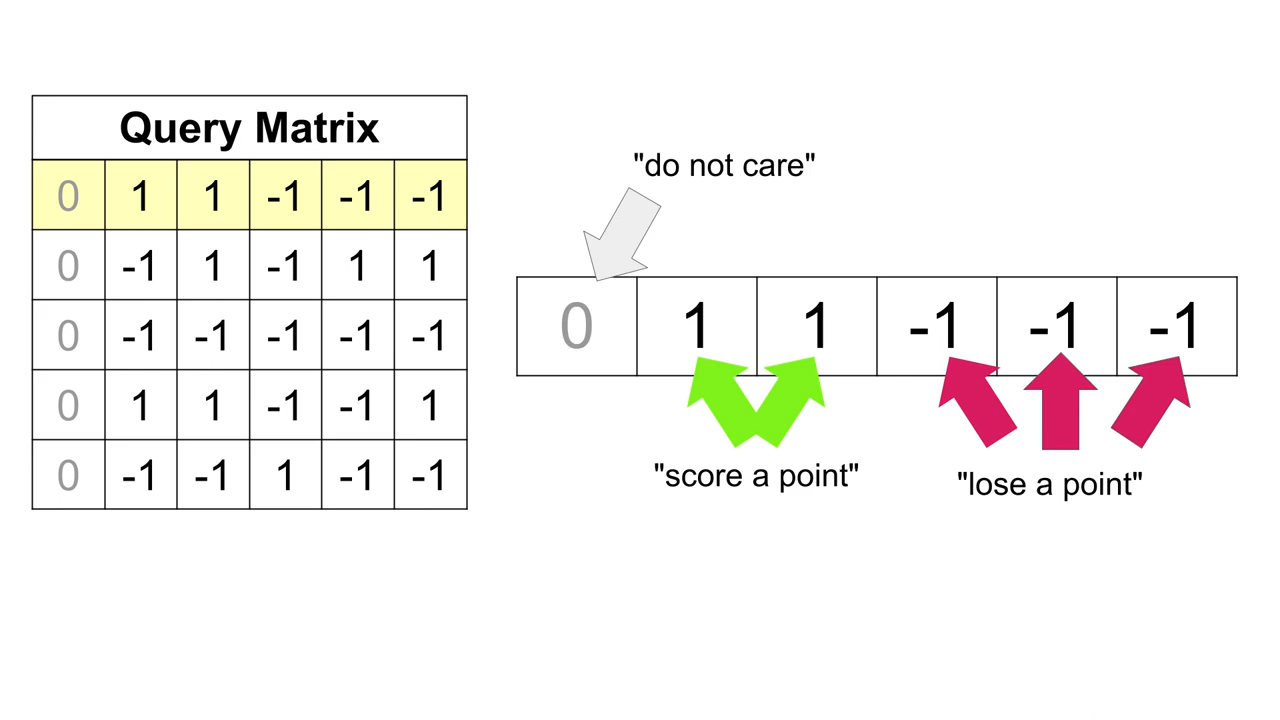 Query Matrix
0 1 1 -1 -1 -1
0 -1 1 -1 1 1
0 -1 -1 -1 -1 -1
0 1 1 -1 -1 1
0 -1 -1 1 -1 -1
"do not care"
0 1 1 -1 -1 -1
"score a point"
"lose a point"